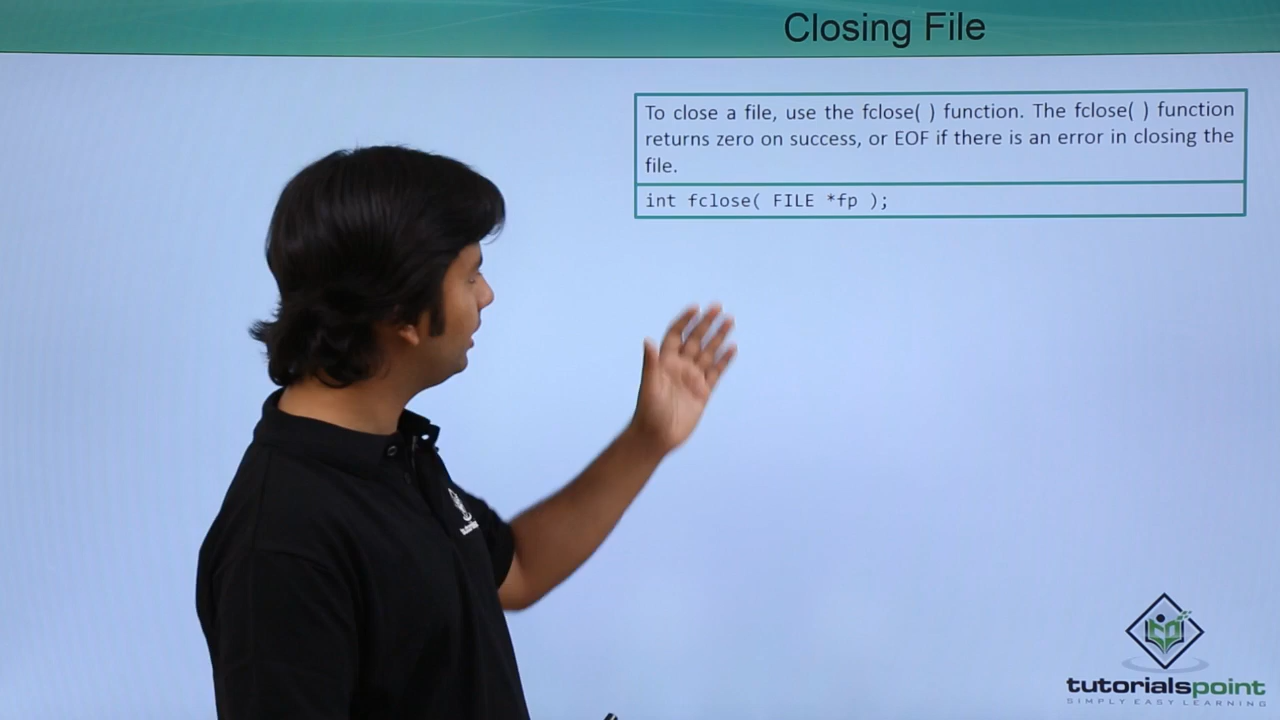 Closing File
To close a file, use the fclose( ) function. The fclose( ) function
returns zero on success, or EOF if there is an error in closing the
file.
int fclose( FILE *fp );
tutorialspoint
SIMPLY EASY LEARNING